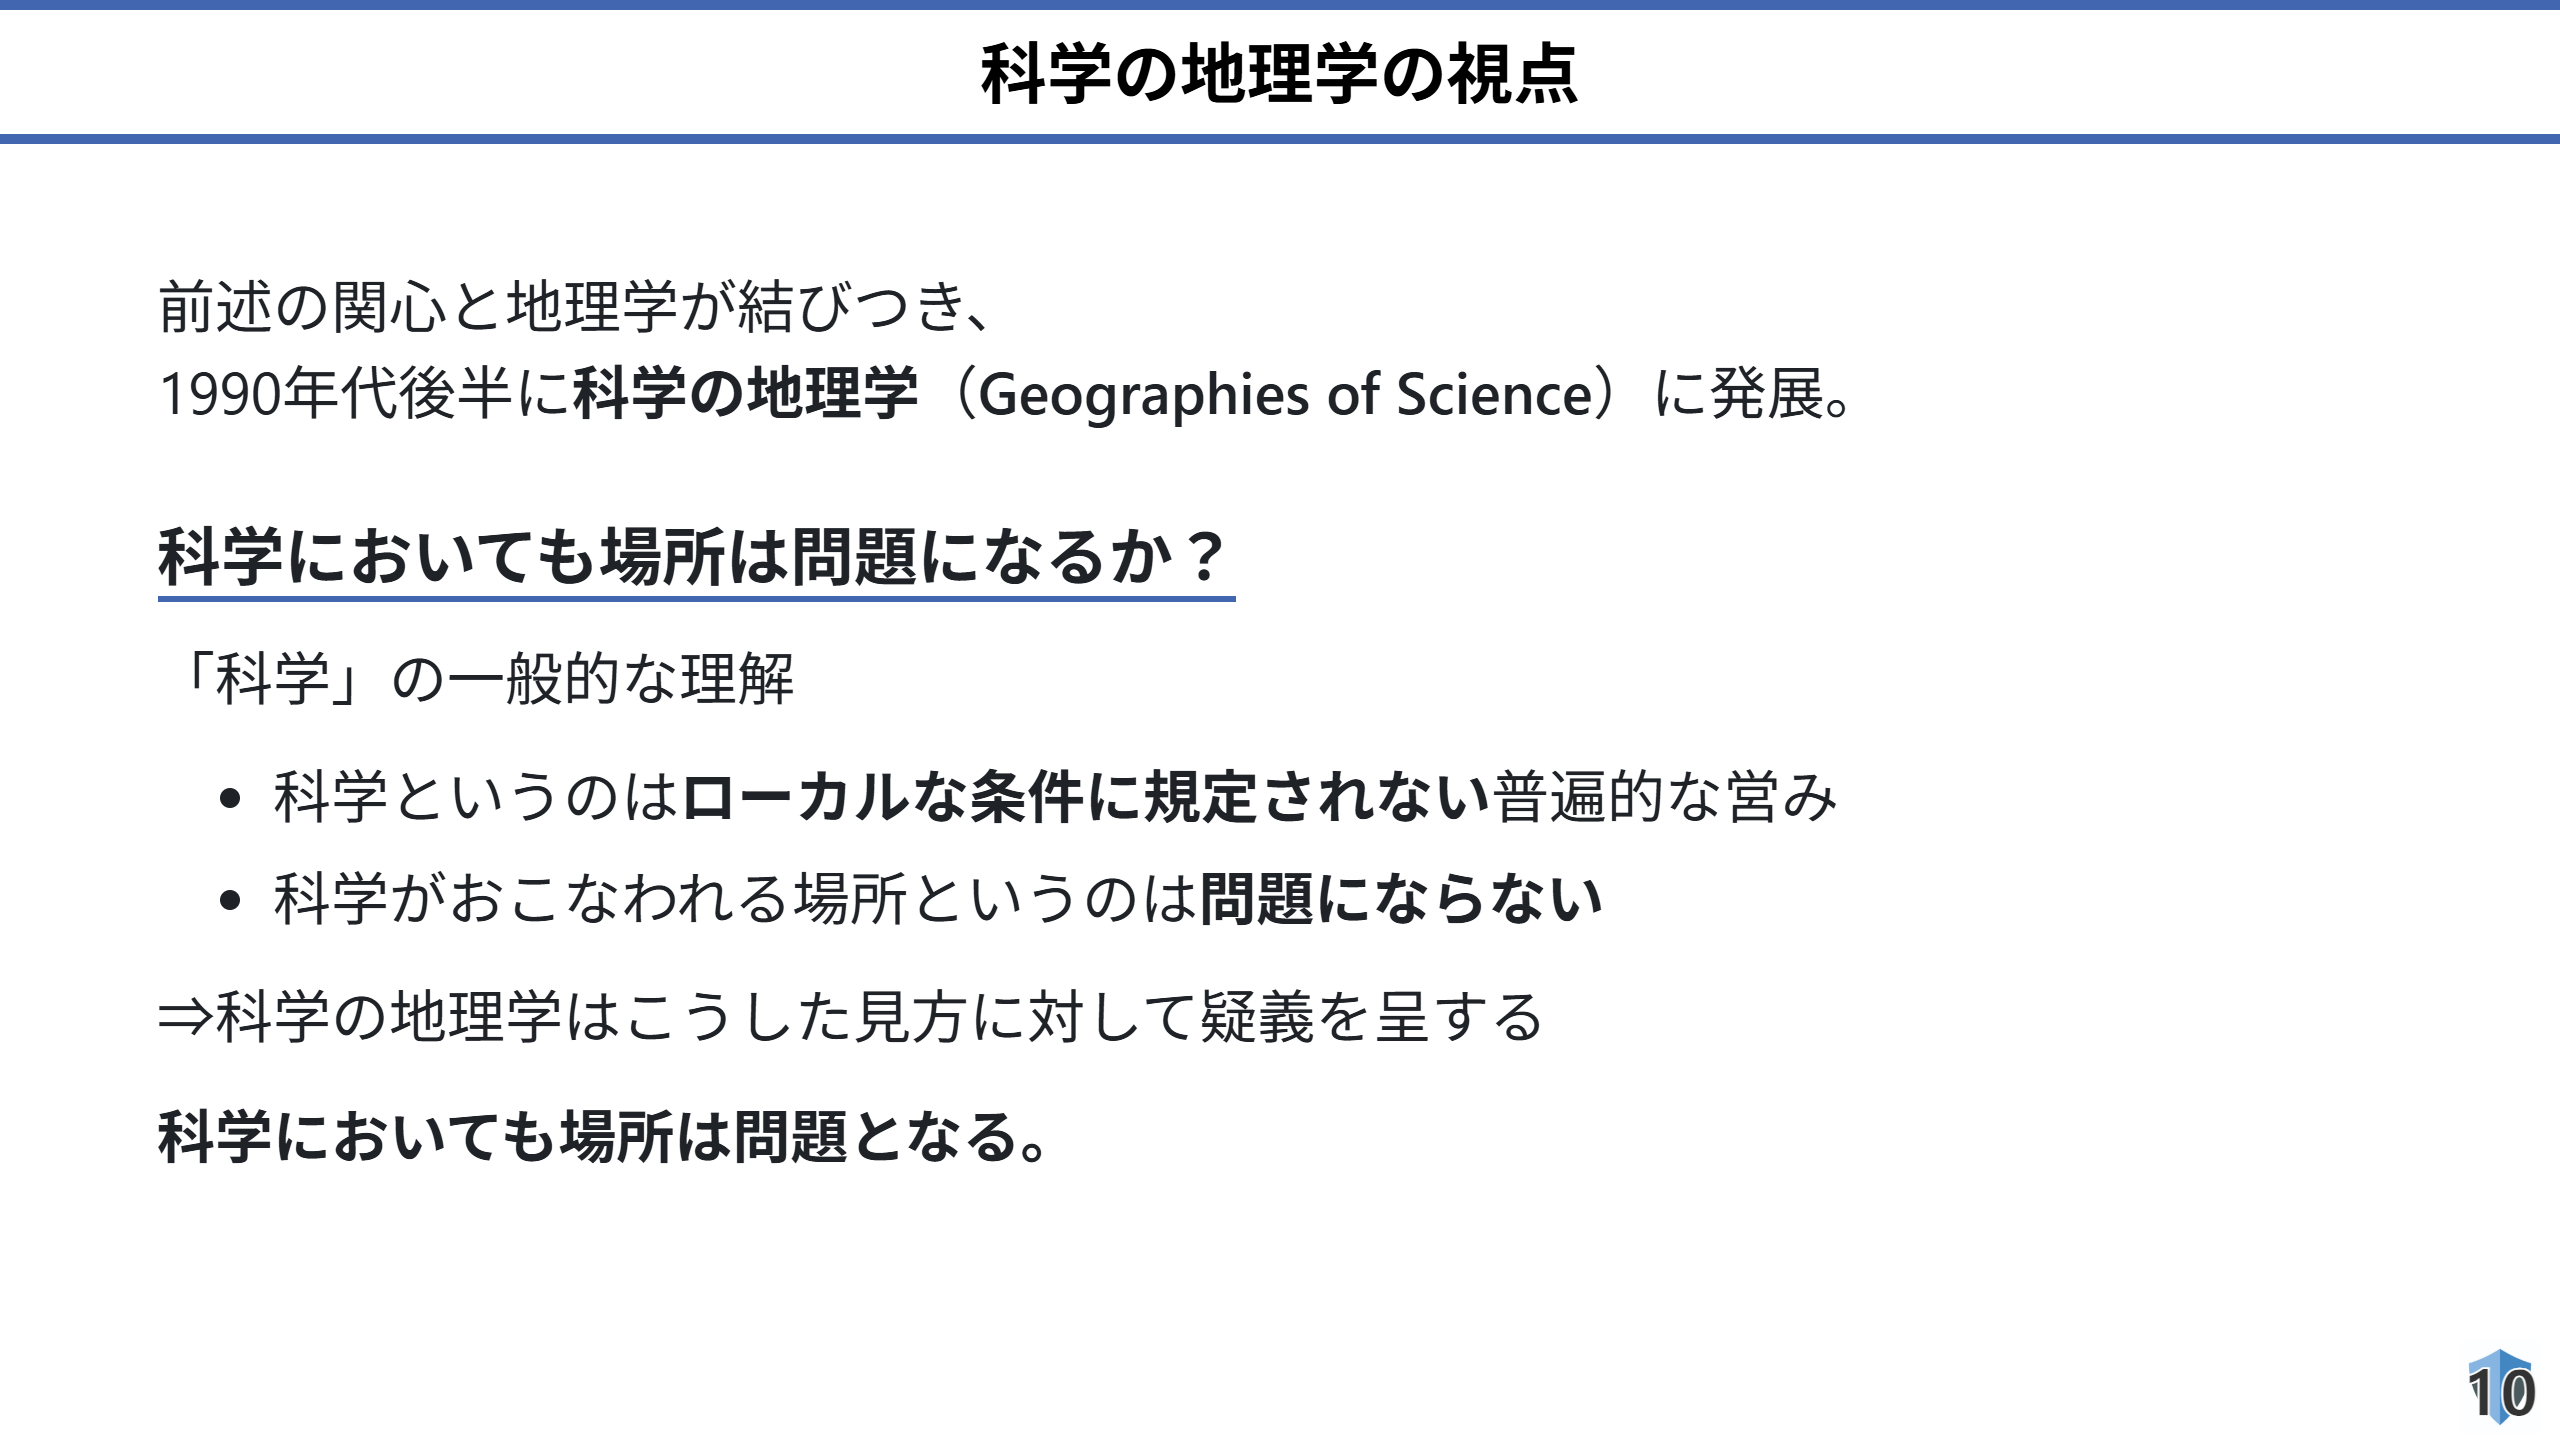 科学の地理学の視点
前述の関心と地理学が結びつき、
1990年代後半に科学の地理学（Geographies of Science）に発展。
科学においても場所は問題になるか？
「科学」の一般的な理解
• 科学というのはローカルな条件に規定されない普遍的な営み
• 科学がおこなわれる場所というのは問題にならない
⇒科学の地理学はこうした見方に対して疑義を呈する
科学においても場所は問題となる。
10